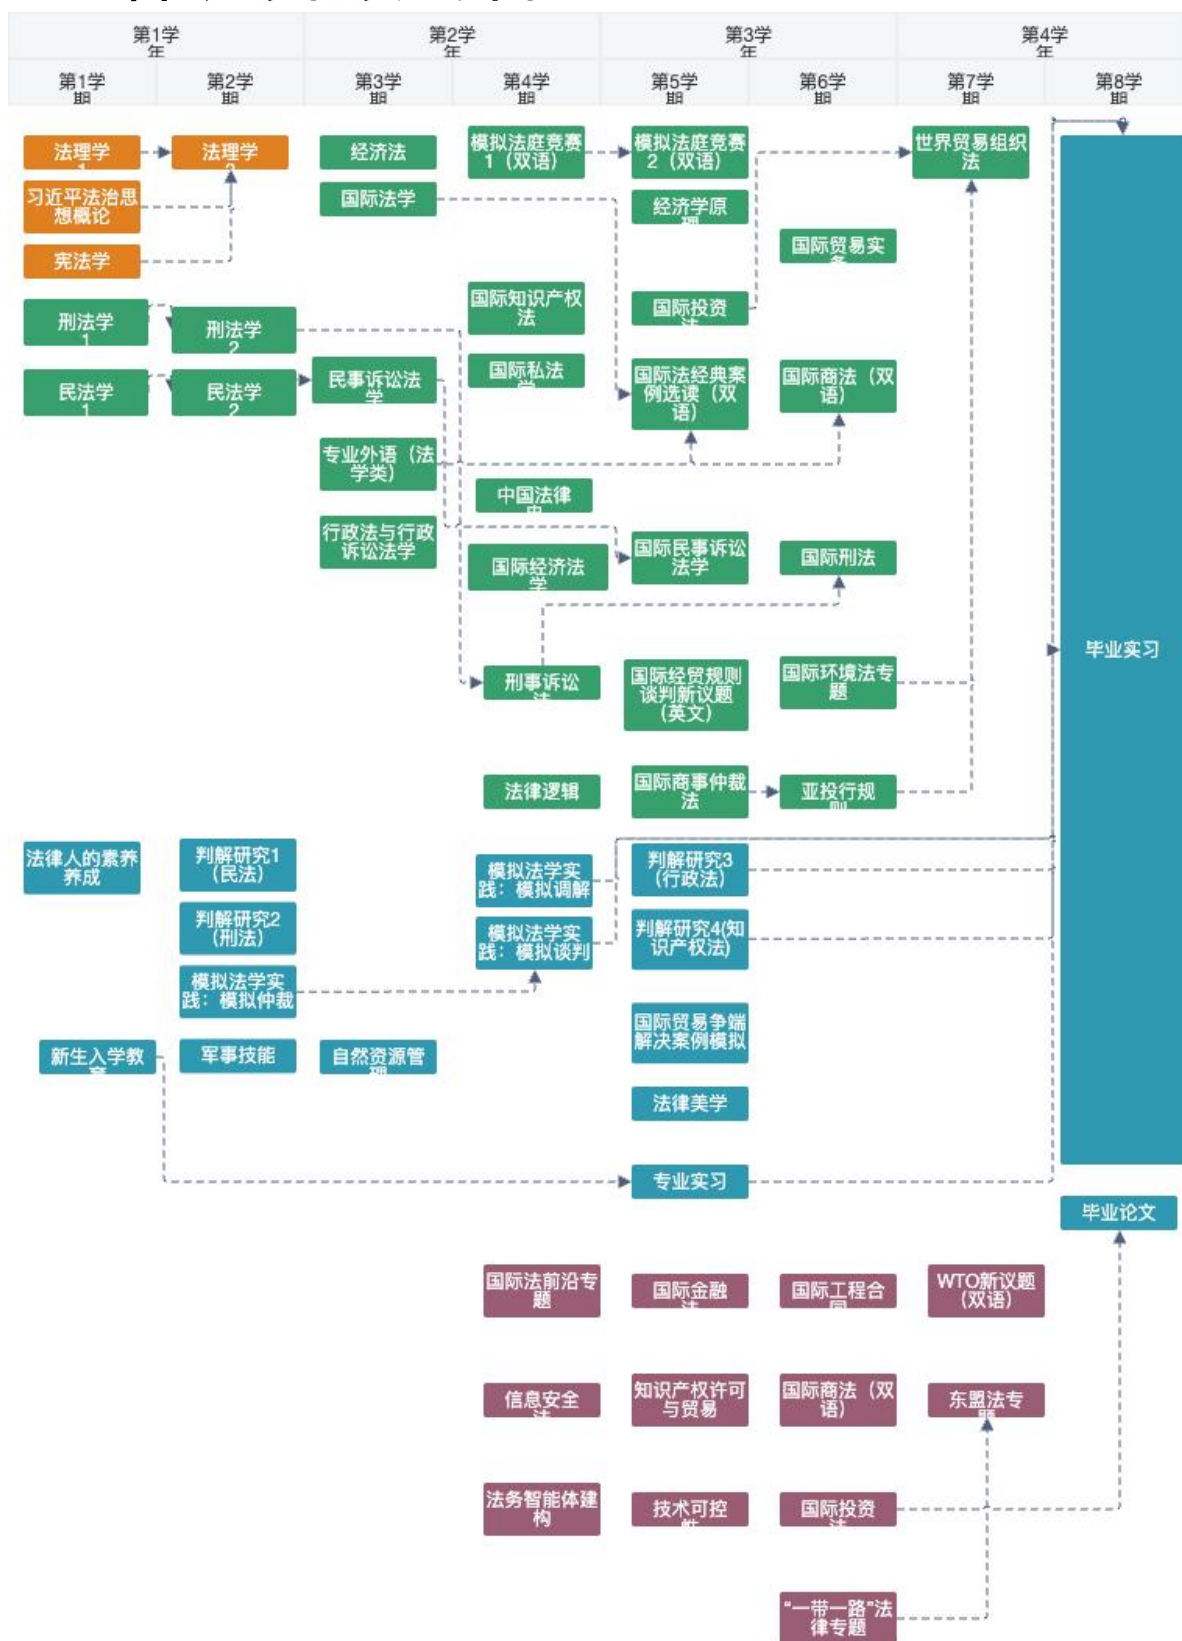 第1学
年
第2学
年
第3学
年
第4学
年
第1学
期
第2学
期
第3学
期
第4学
期
第5学
期
第6学
期
第7学
期
第8学
期
法理学
1
法理学
2
经济法
模拟法庭竞赛
1（双语）
模拟法庭竞赛
2（双语）
世界贸易组织
法
习近平法治思
想概论
国际法学
经济学原
理
宪法学
国际贸易实
务
刑法学
1
刑法学
2
国际知识产权
法
国际投资
法
民法学
1
民法学
2
民事诉讼法
学
国际私法
学
国际法经典案
例选读（双
语）
国际商法（双
语）
专业外语（法
学类）
中国法律
史
行政法与行政
诉讼法学
国际经济法
学
国际民事诉讼
法学
国际刑法
毕业实习
刑事诉讼
法
国际经贸规则
谈判新议题
（英文）
国际环境法专
题
法律逻辑
国际商事仲裁
法
亚投行规
则
法律人的素养
养成
判解研究1
（民法）
模拟法学实
践：模拟调解
判解研究3
（行政法）
判解研究2
（刑法）
模拟法学实
践：模拟谈判
判解研究4(知
识产权法)
模拟法学实
践：模拟仲裁
国际贸易争端
解决案例模拟
新生入学教
育
军事技能
自然资源管
理
法律美学
专业实习
毕业论文
国际法前沿专
题
国际金融
法
国际工程合
同
WTO新议题
（双语）
信息安全
法
知识产权许可
与贸易
国际商法（双
语）
东盟法专
题
法务智能体建
构
技术可控
性
国际投资
法
“一带一路”法
律专题